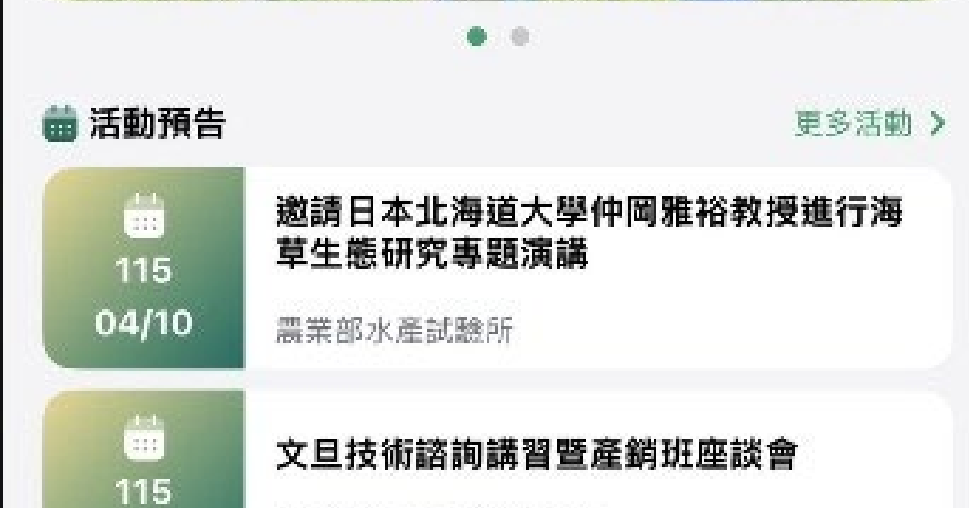 活動預告
更多活動
115
04/10
邀請日本北海道大學仲岡雅裕教授進行海
草生態研究專題演講
農業部水產試驗所
115
文旦技術諮詢講習暨產銷班座談會